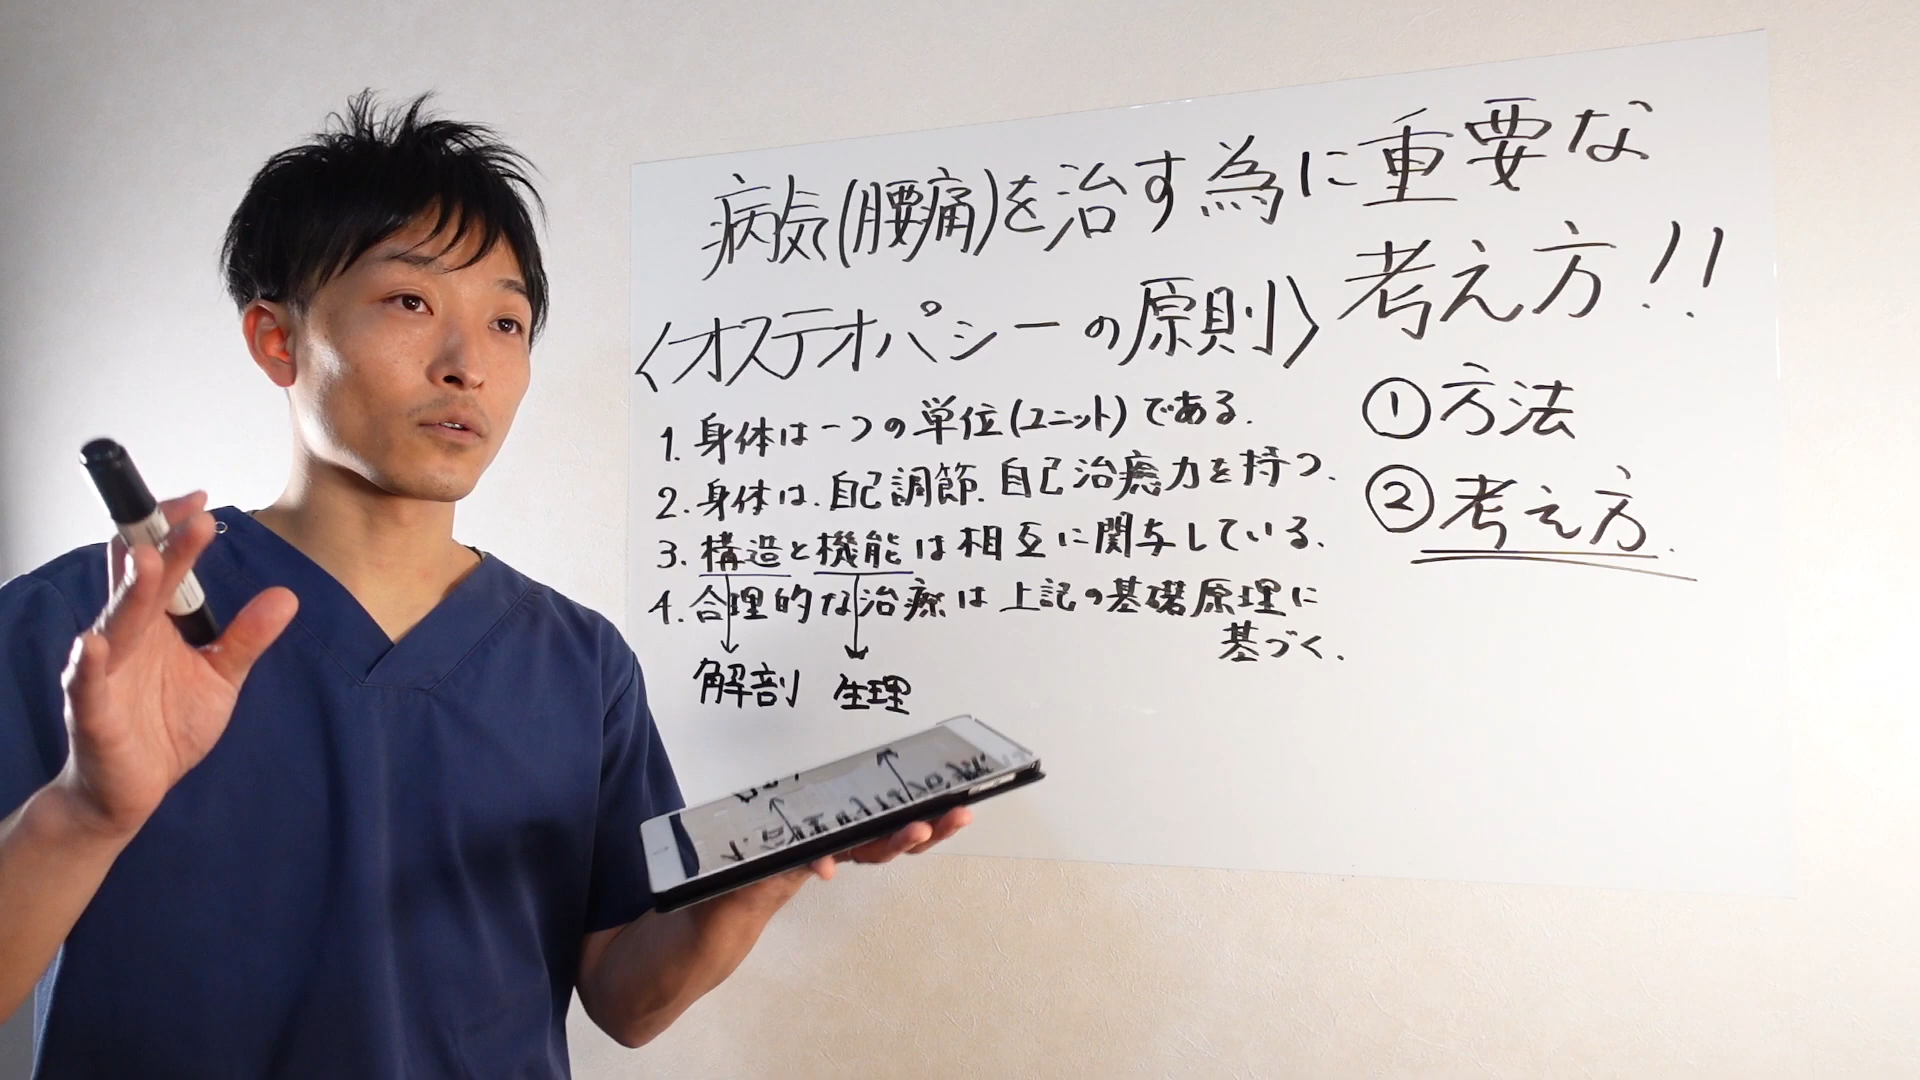 病気(腰痛)を治す為に重要な
考え方!!
〈オステオパシーの原則〉
1. 身体は一つの単位(ユニット)である.
2. 身体は.自己調節.自己治癒力を持つ.
3. 構造と機能は相互に関与している.
4. 合理的な治療は上記の基礎原理に
基づく.
解剖 生理
①方法
②考え方.